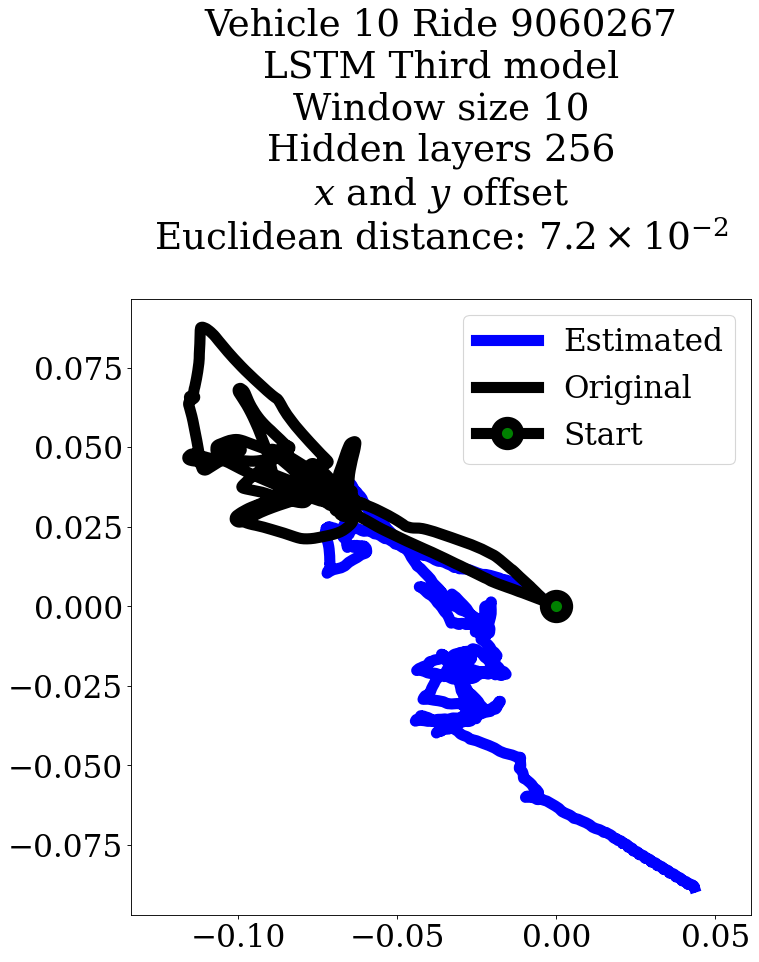 Vehicle 10 Ride 9060267
LSTM Third model
Window size 10
Hidden layers 256
x and y offset
Euclidean distance: 7.2 × 10⁻²
Estimated
Original
Start
0.075
0.050
0.025
0.000
−0.025
−0.050
−0.075
−0.10 −0.05 0.00 0.05